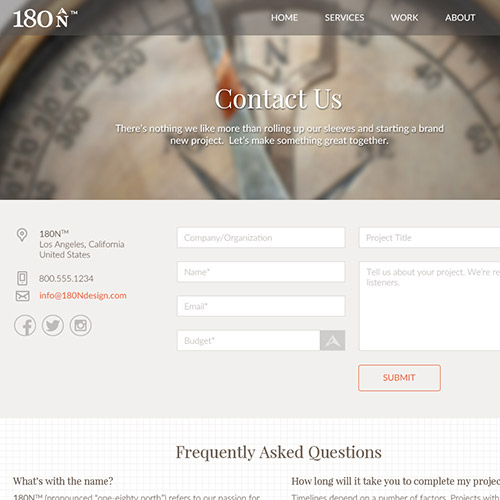 180 N™
HOME SERVICES WORK ABOUT
Contact Us
There's nothing we like more than rolling up our sleeves and starting a brand
new project. Let's make something great together.
180N™
Los Angeles, California
United States
800.555.1234
info@180Ndesign.com
Company/Organization
Name*
Email*
Budget*
Project Title
Tell us about your project. We're
listeners.
SUBMIT
Frequently Asked Questions
What's with the name?
180N™ (pronounced "one-eighty north") refers to our passion for
How long will it take you to complete my
Timelines depend on a number of factors. Projects with